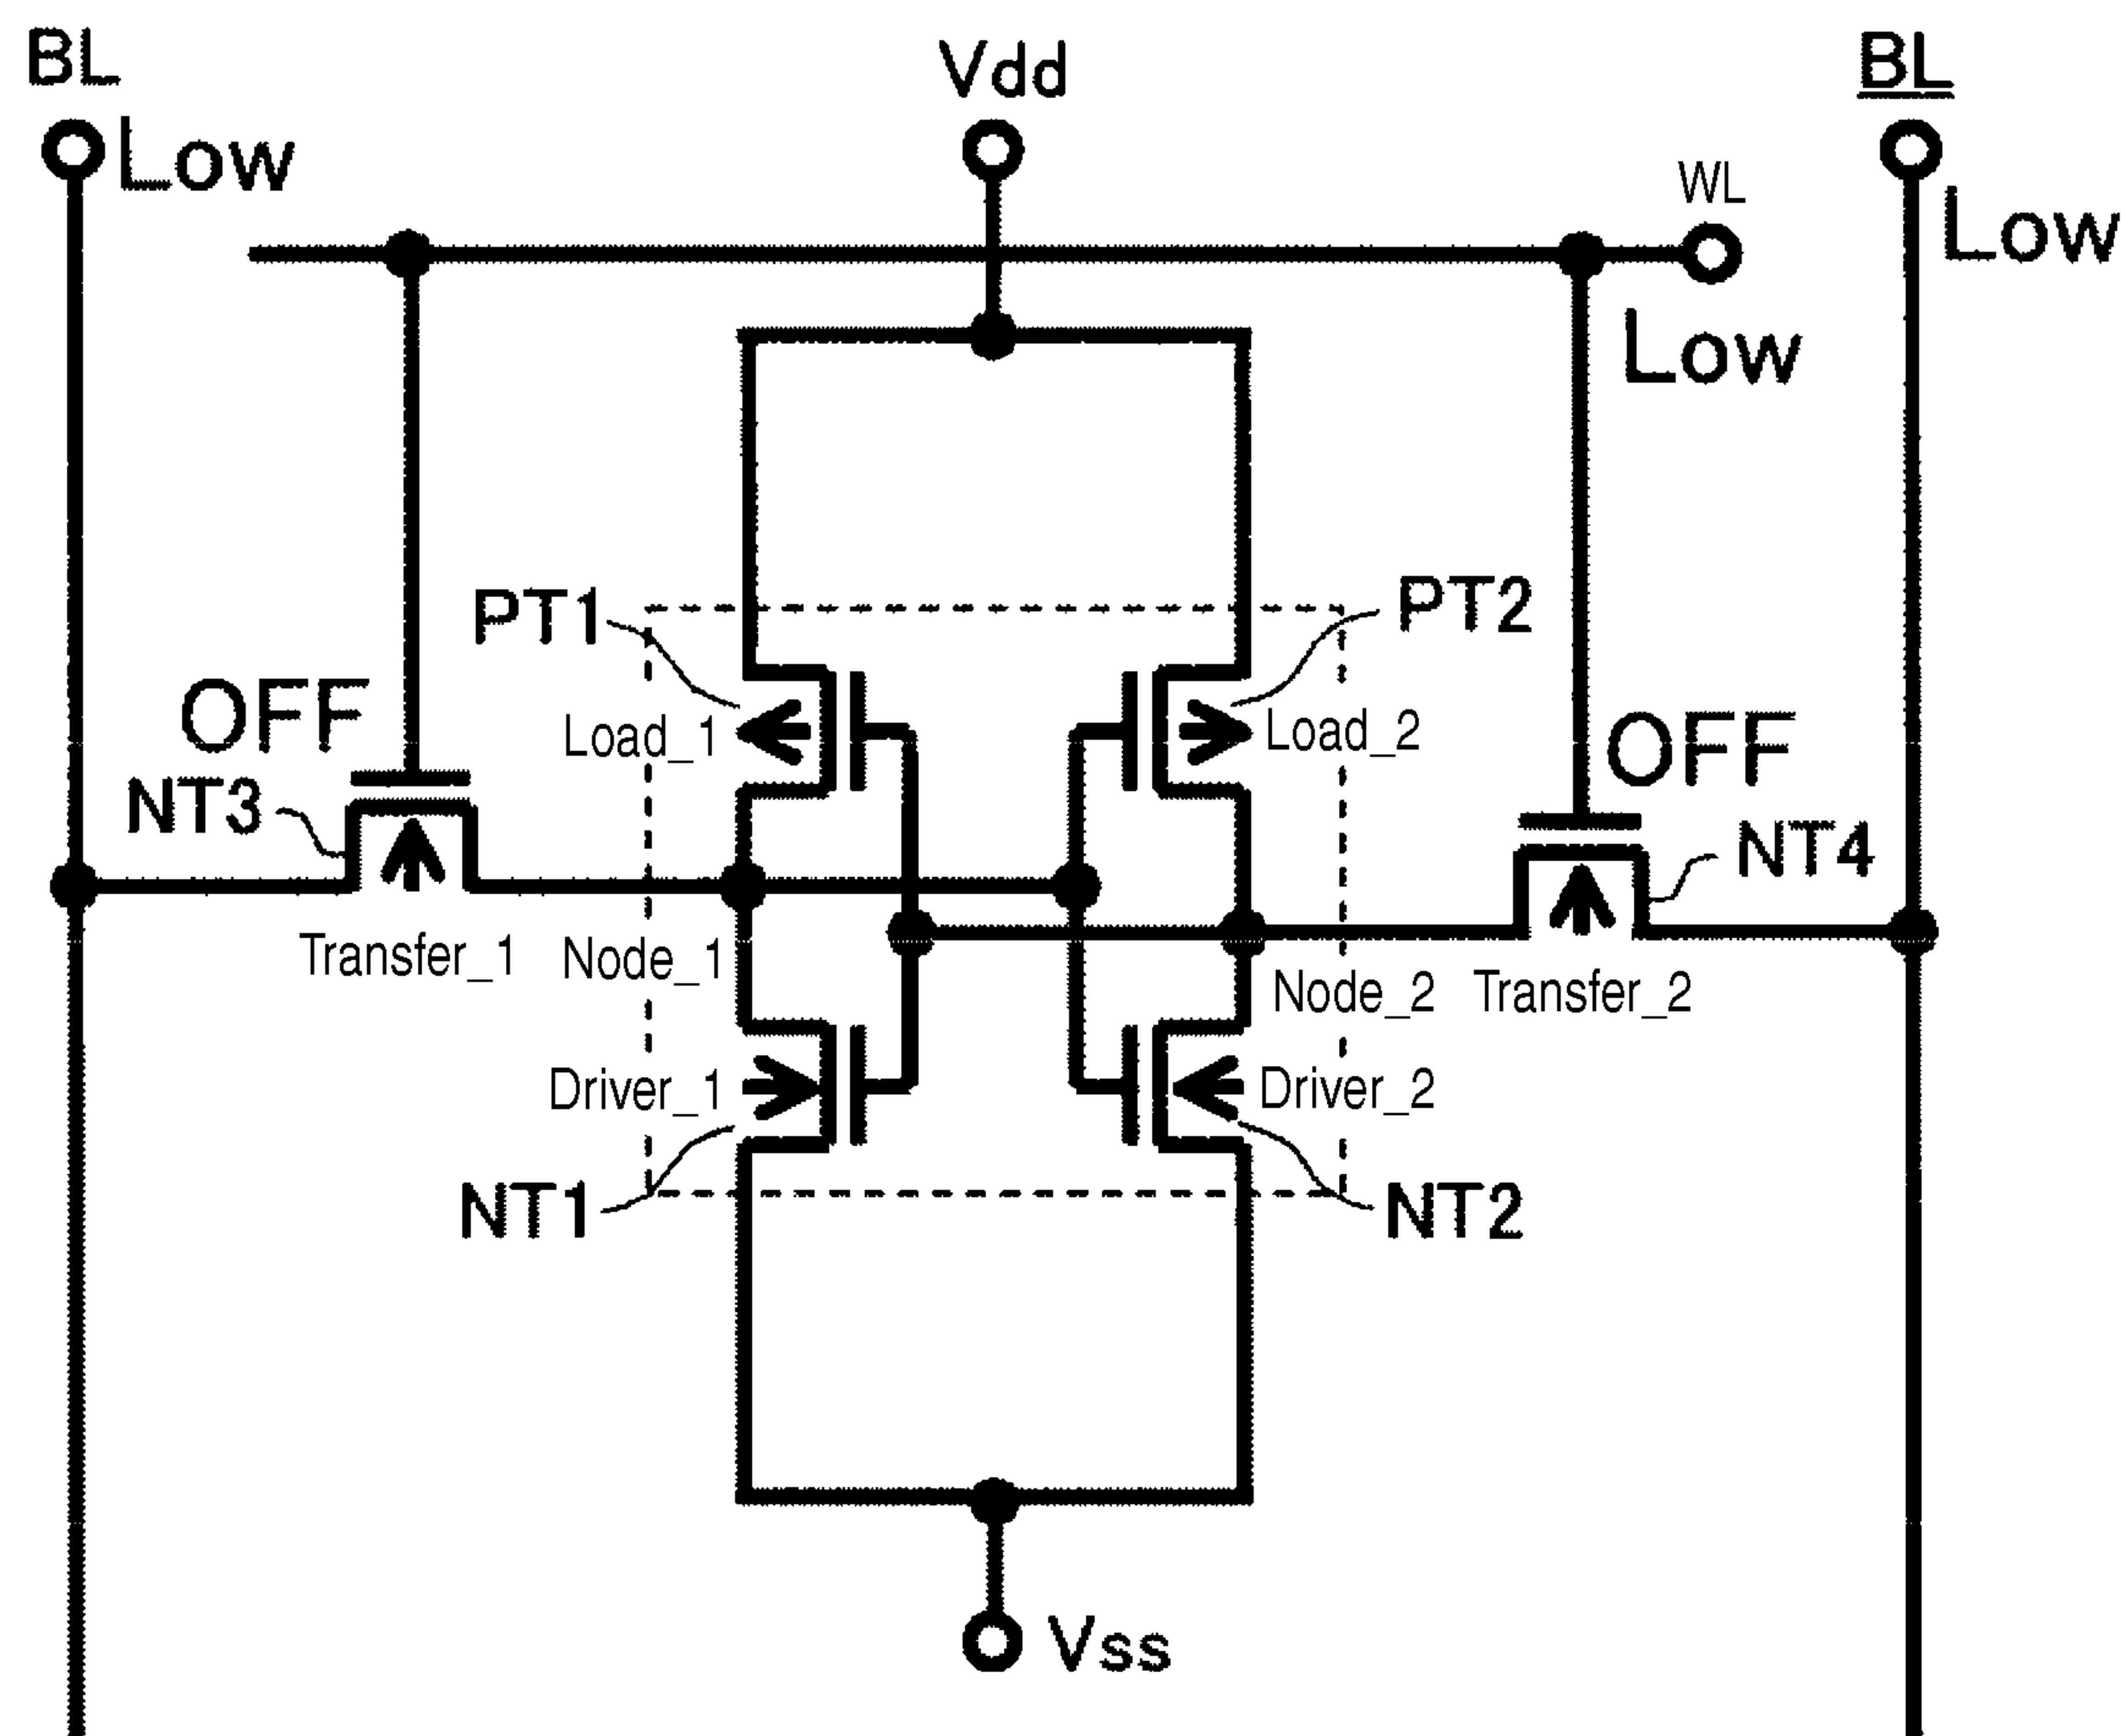 BL
Vdd
BL
Low
WL
Low
Low
PT1
PT2
OFF
Load_1
Load_2
OFF
NT3
NT4
Transfer_1
Node_1
Node_2
Transfer_2
Driver_1
Driver_2
NT1
NT2
Vss